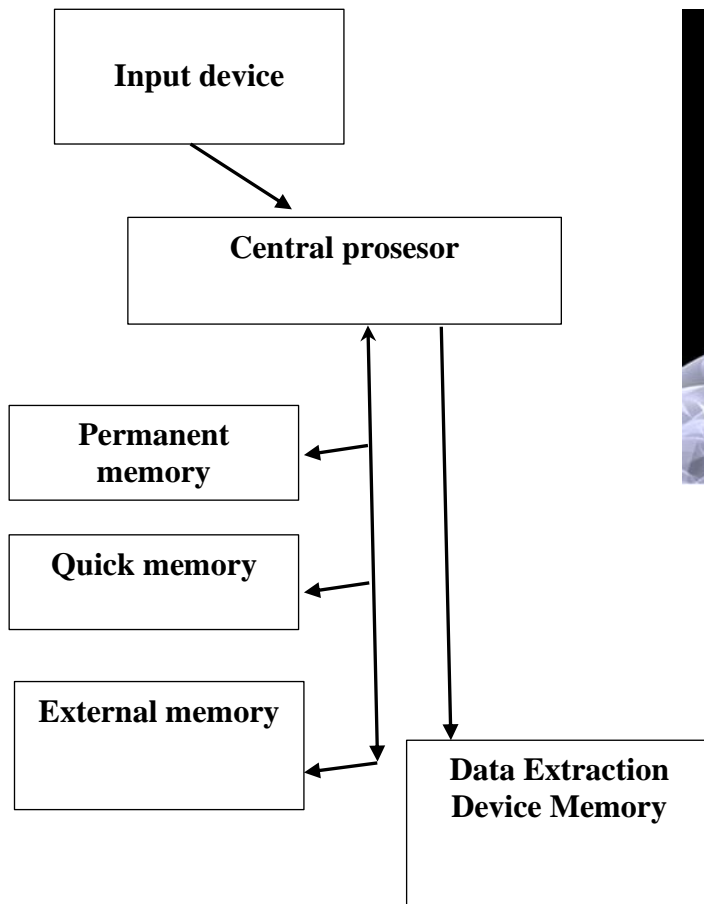 Input device
Central prosesor
Permanent
memory
Quick memory
External memory
Data Extraction
Device Memory